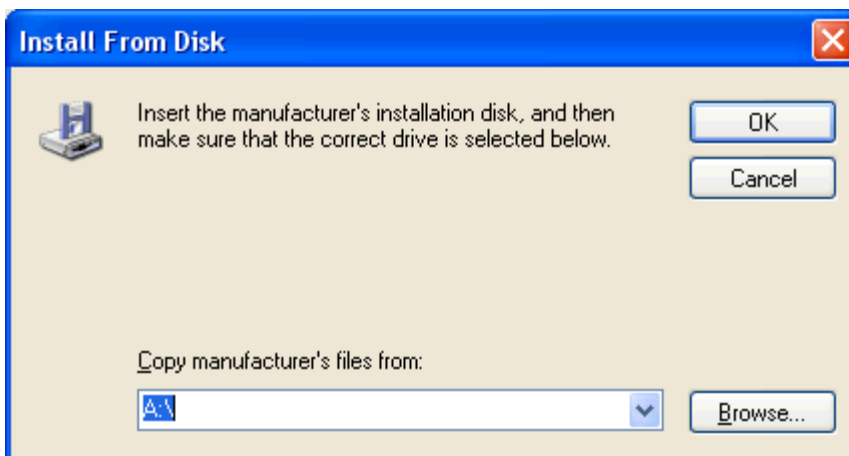 Install From Disk
Insert the manufacturer's installation disk, and then
make sure that the correct drive is selected below.
OK
Cancel
Copy manufacturer's files from:
A:\
Browse...